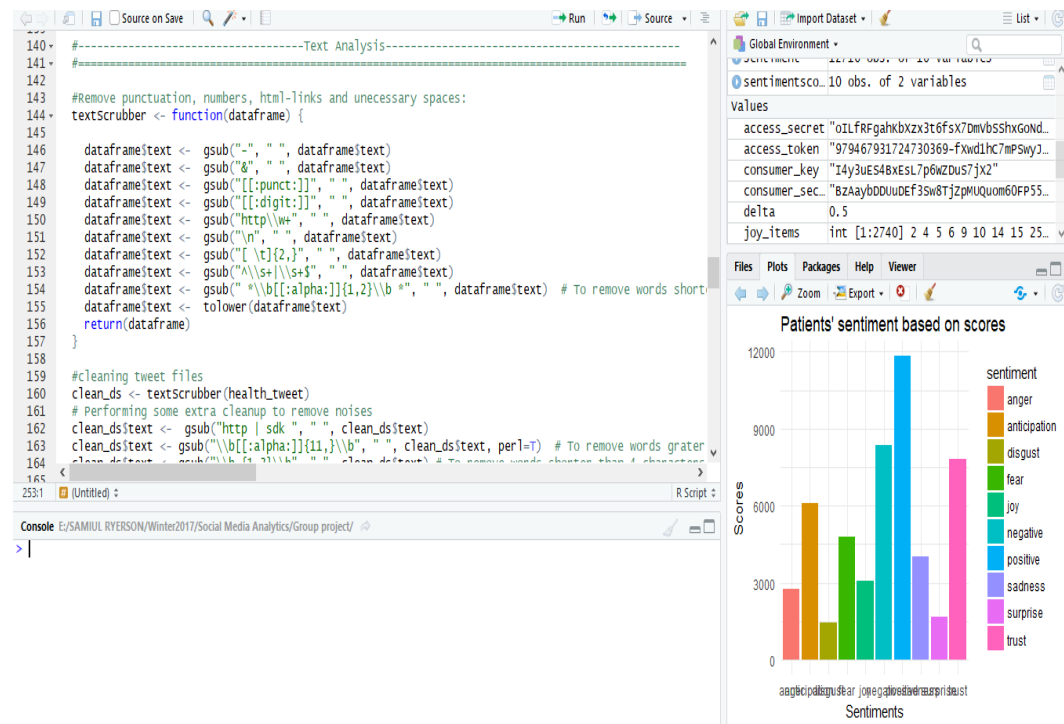 Source on Save
Run
Source
140 #------------------------------------Text Analysis-----------------------------------------------
141 #=================================================================================================
142
143 #Remove punctuation, numbers, html-links and unecessary spaces:
144 textScrubber <- function(dataframe) {
145
146 dataframe$text <- gsub("-", " ", dataframe$text)
147 dataframe$text <- gsub("&", " ", dataframe$text)
148 dataframe$text <- gsub("[[:punct:]]", " ", dataframe$text)
149 dataframe$text <- gsub("[[:digit:]]", " ", dataframe$text)
150 dataframe$text <- gsub("http\\w+", " ", dataframe$text)
151 dataframe$text <- gsub("\n", " ", dataframe$text)
152 dataframe$text <- gsub("[ \t]{2,}", " ", dataframe$text)
153 dataframe$text <- gsub("^\\s+|\\s+$", " ", dataframe$text)
154 dataframe$text <- gsub(" *\\b[[:alpha:]]{1,2}\\b *", " ", dataframe$text) # To remove words short
155 dataframe$text <- tolower(dataframe$text)
156 return(dataframe)
157 }
158
159 #cleaning tweet files
160 clean_ds <- textScrubber(health_tweet)
161 # Performing some extra cleanup to remove noises
162 clean_ds$text <- gsub("http | sdk ", " ", clean_ds$text)
163 clean_ds$text <- gsub("\\b[[:alpha:]]{11,}\\b", " ", clean_ds$text, perl=T) # To remove words grater
164
165
253:1 (Untitled)
R Script
Console E:/SAMIUL RYERSON/Winter2017/Social Media Analytics/Group project/
>
Import Dataset
List
Global Environment
sentimentsco… 10 obs. of 2 variables
Values
access_secret
access_token
consumer_key
consumer_sec…
delta 0.5
joy_items int [1:2740] 2 4 5 6 9 10 14 15 25…
Files Plots Packages Help Viewer
Zoom Export
Patients' sentiment based on scores
12000
9000
6000
3000
0
Scores
Sentiments
sentiment
anger
anticipation
disgust
fear
joy
negative
positive
sadness
surprise
trust